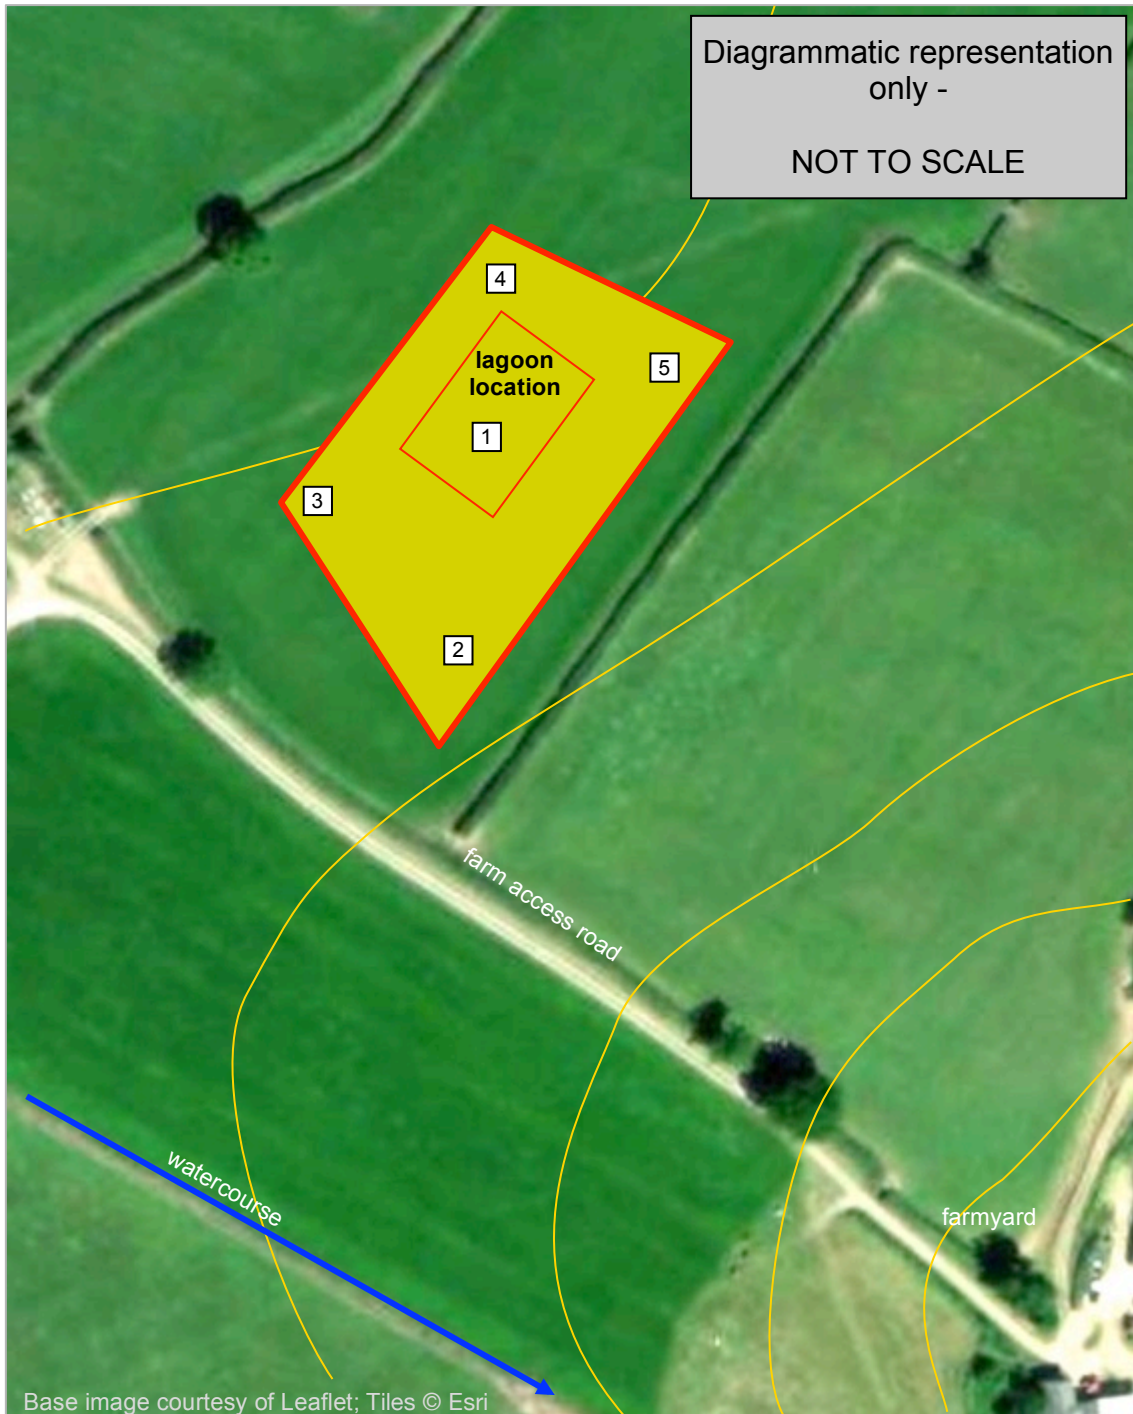 Diagrammatic representation
only -
NOT TO SCALE
4
lagoon
location
5
1
3
2
farm access road
watercourse
farmyard
Base image courtesy of Leaflet; Tiles © Esri